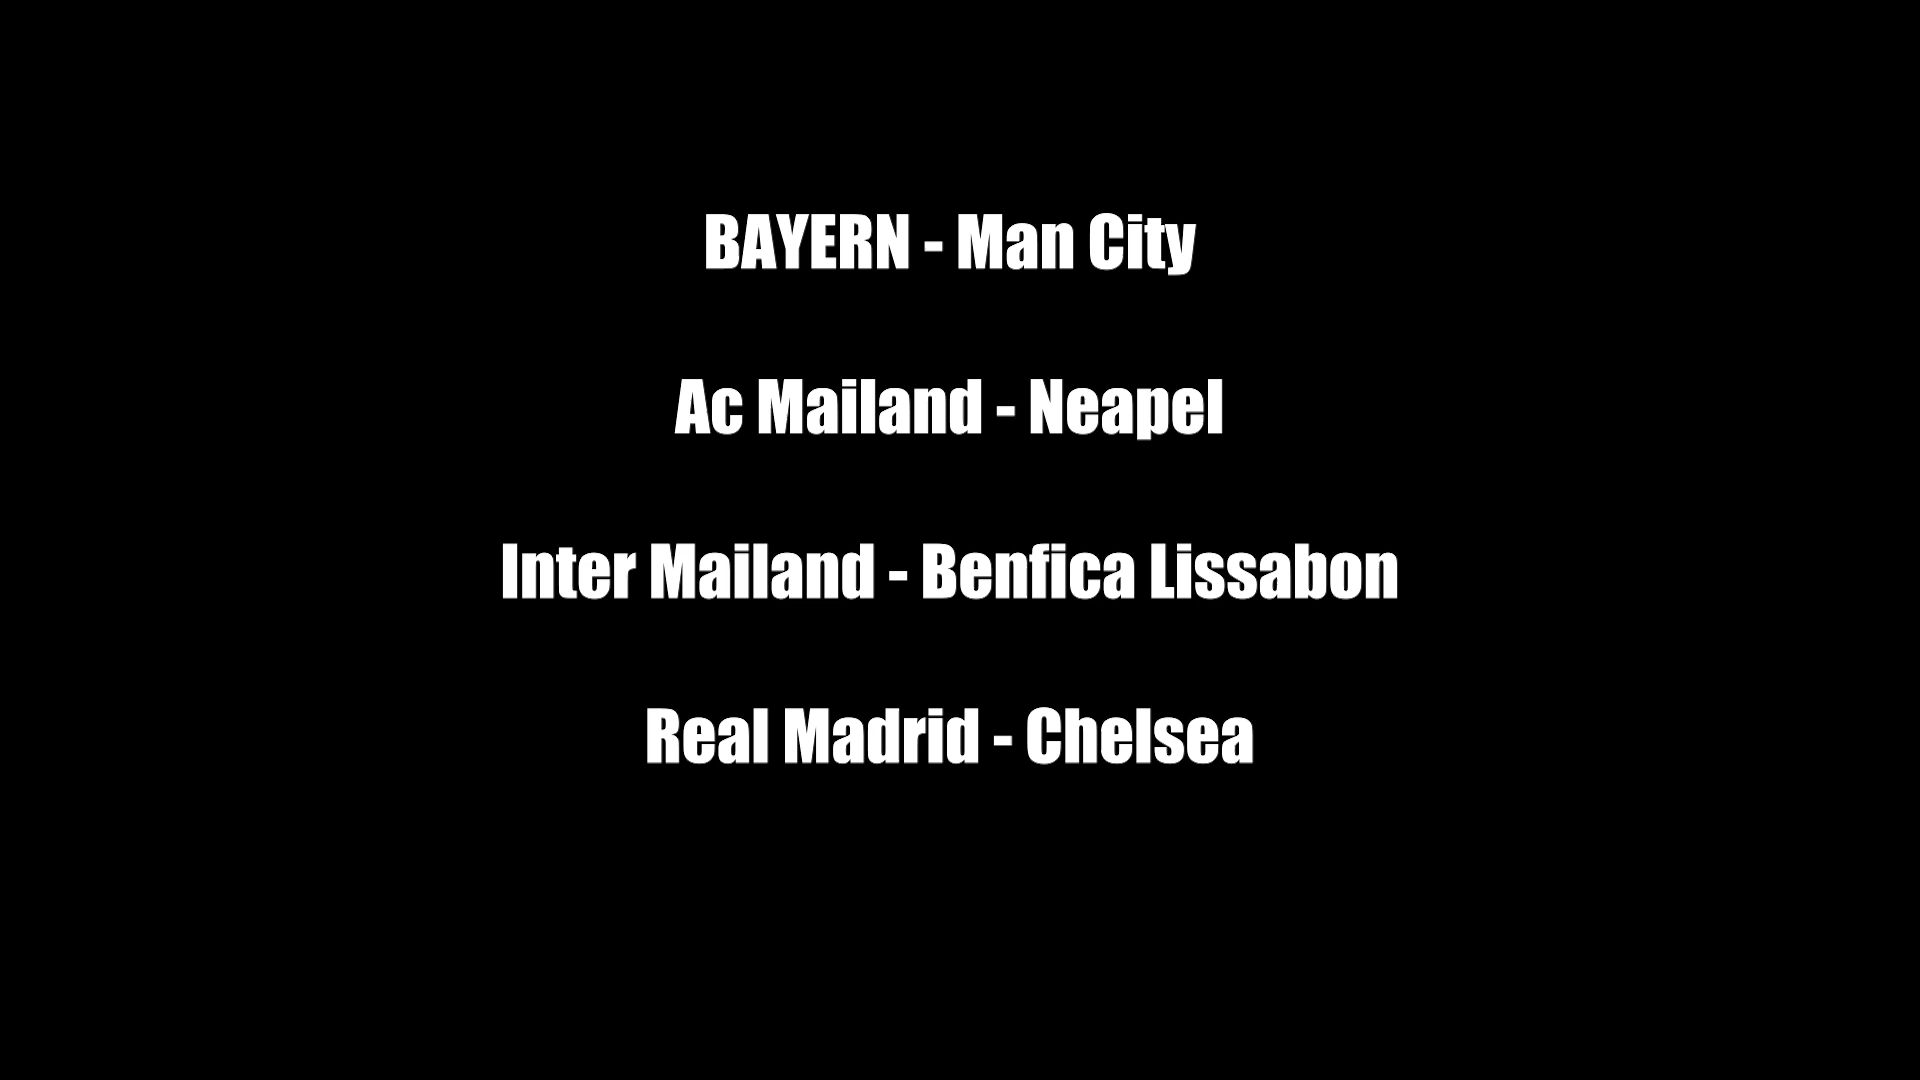 BAYERN - Man City
Ac Mailand - Neapel
Inter Mailand - Benfica Lissabon
Real Madrid - Chelsea